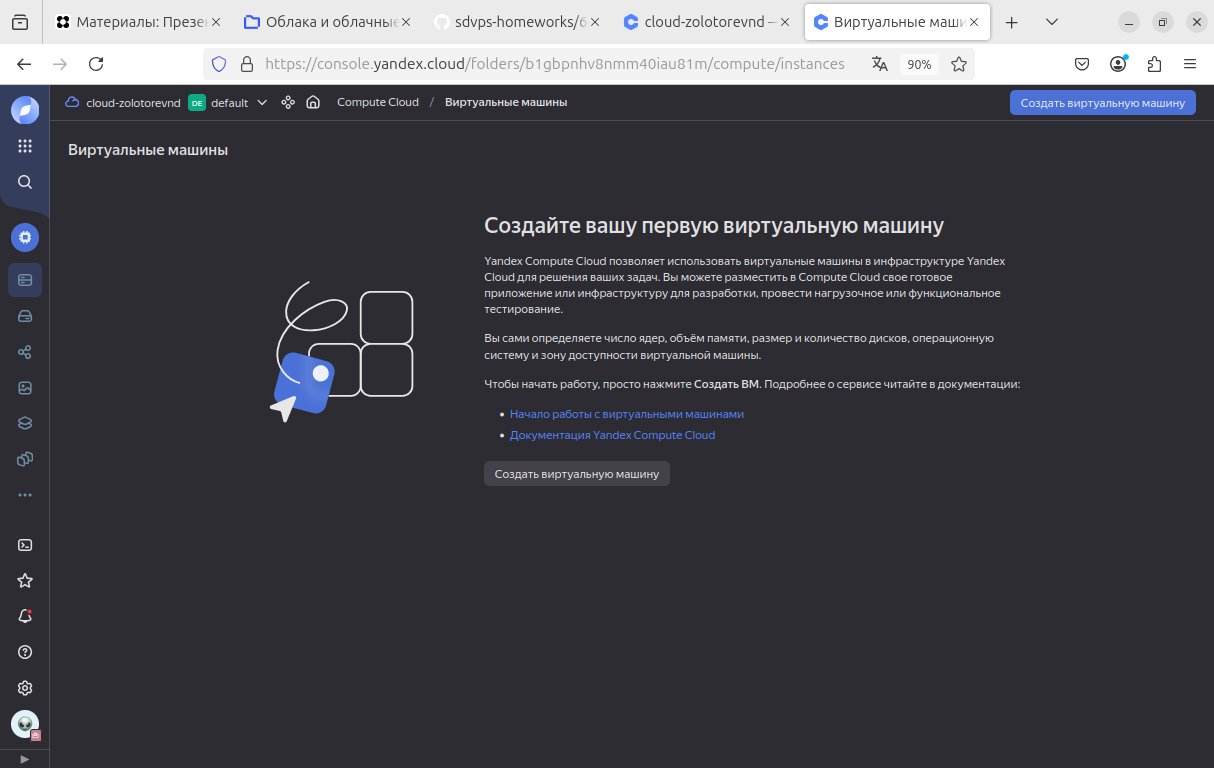 Материалы: Презен
Облака и облачные
sdvps-homeworks/6
cloud-zolotorevnd —
Виртуальные маши
https://console.yandex.cloud/folders/b1gbpnhv8nmm40iau81m/compute/instances
90%
cloud-zolotorevnd
DE
default
Compute Cloud / Виртуальные машины
Создать виртуальную машину
Виртуальные машины
Создайте вашу первую виртуальную машину
Yandex Compute Cloud позволяет использовать виртуальные машины в инфраструктуре Yandex
Cloud для решения ваших задач. Вы можете разместить в Compute Cloud свое готовое
приложение или инфраструктуру для разработки, провести нагрузочное или функциональное
тестирование.
Вы сами определяете число ядер, объём памяти, размер и количество дисков, операционную
систему и зону доступности виртуальной машины.
Чтобы начать работу, просто нажмите Создать ВМ. Подробнее о сервисе читайте в документации:
• Начало работы с виртуальными машинами
• Документация Yandex Compute Cloud
Создать виртуальную машину